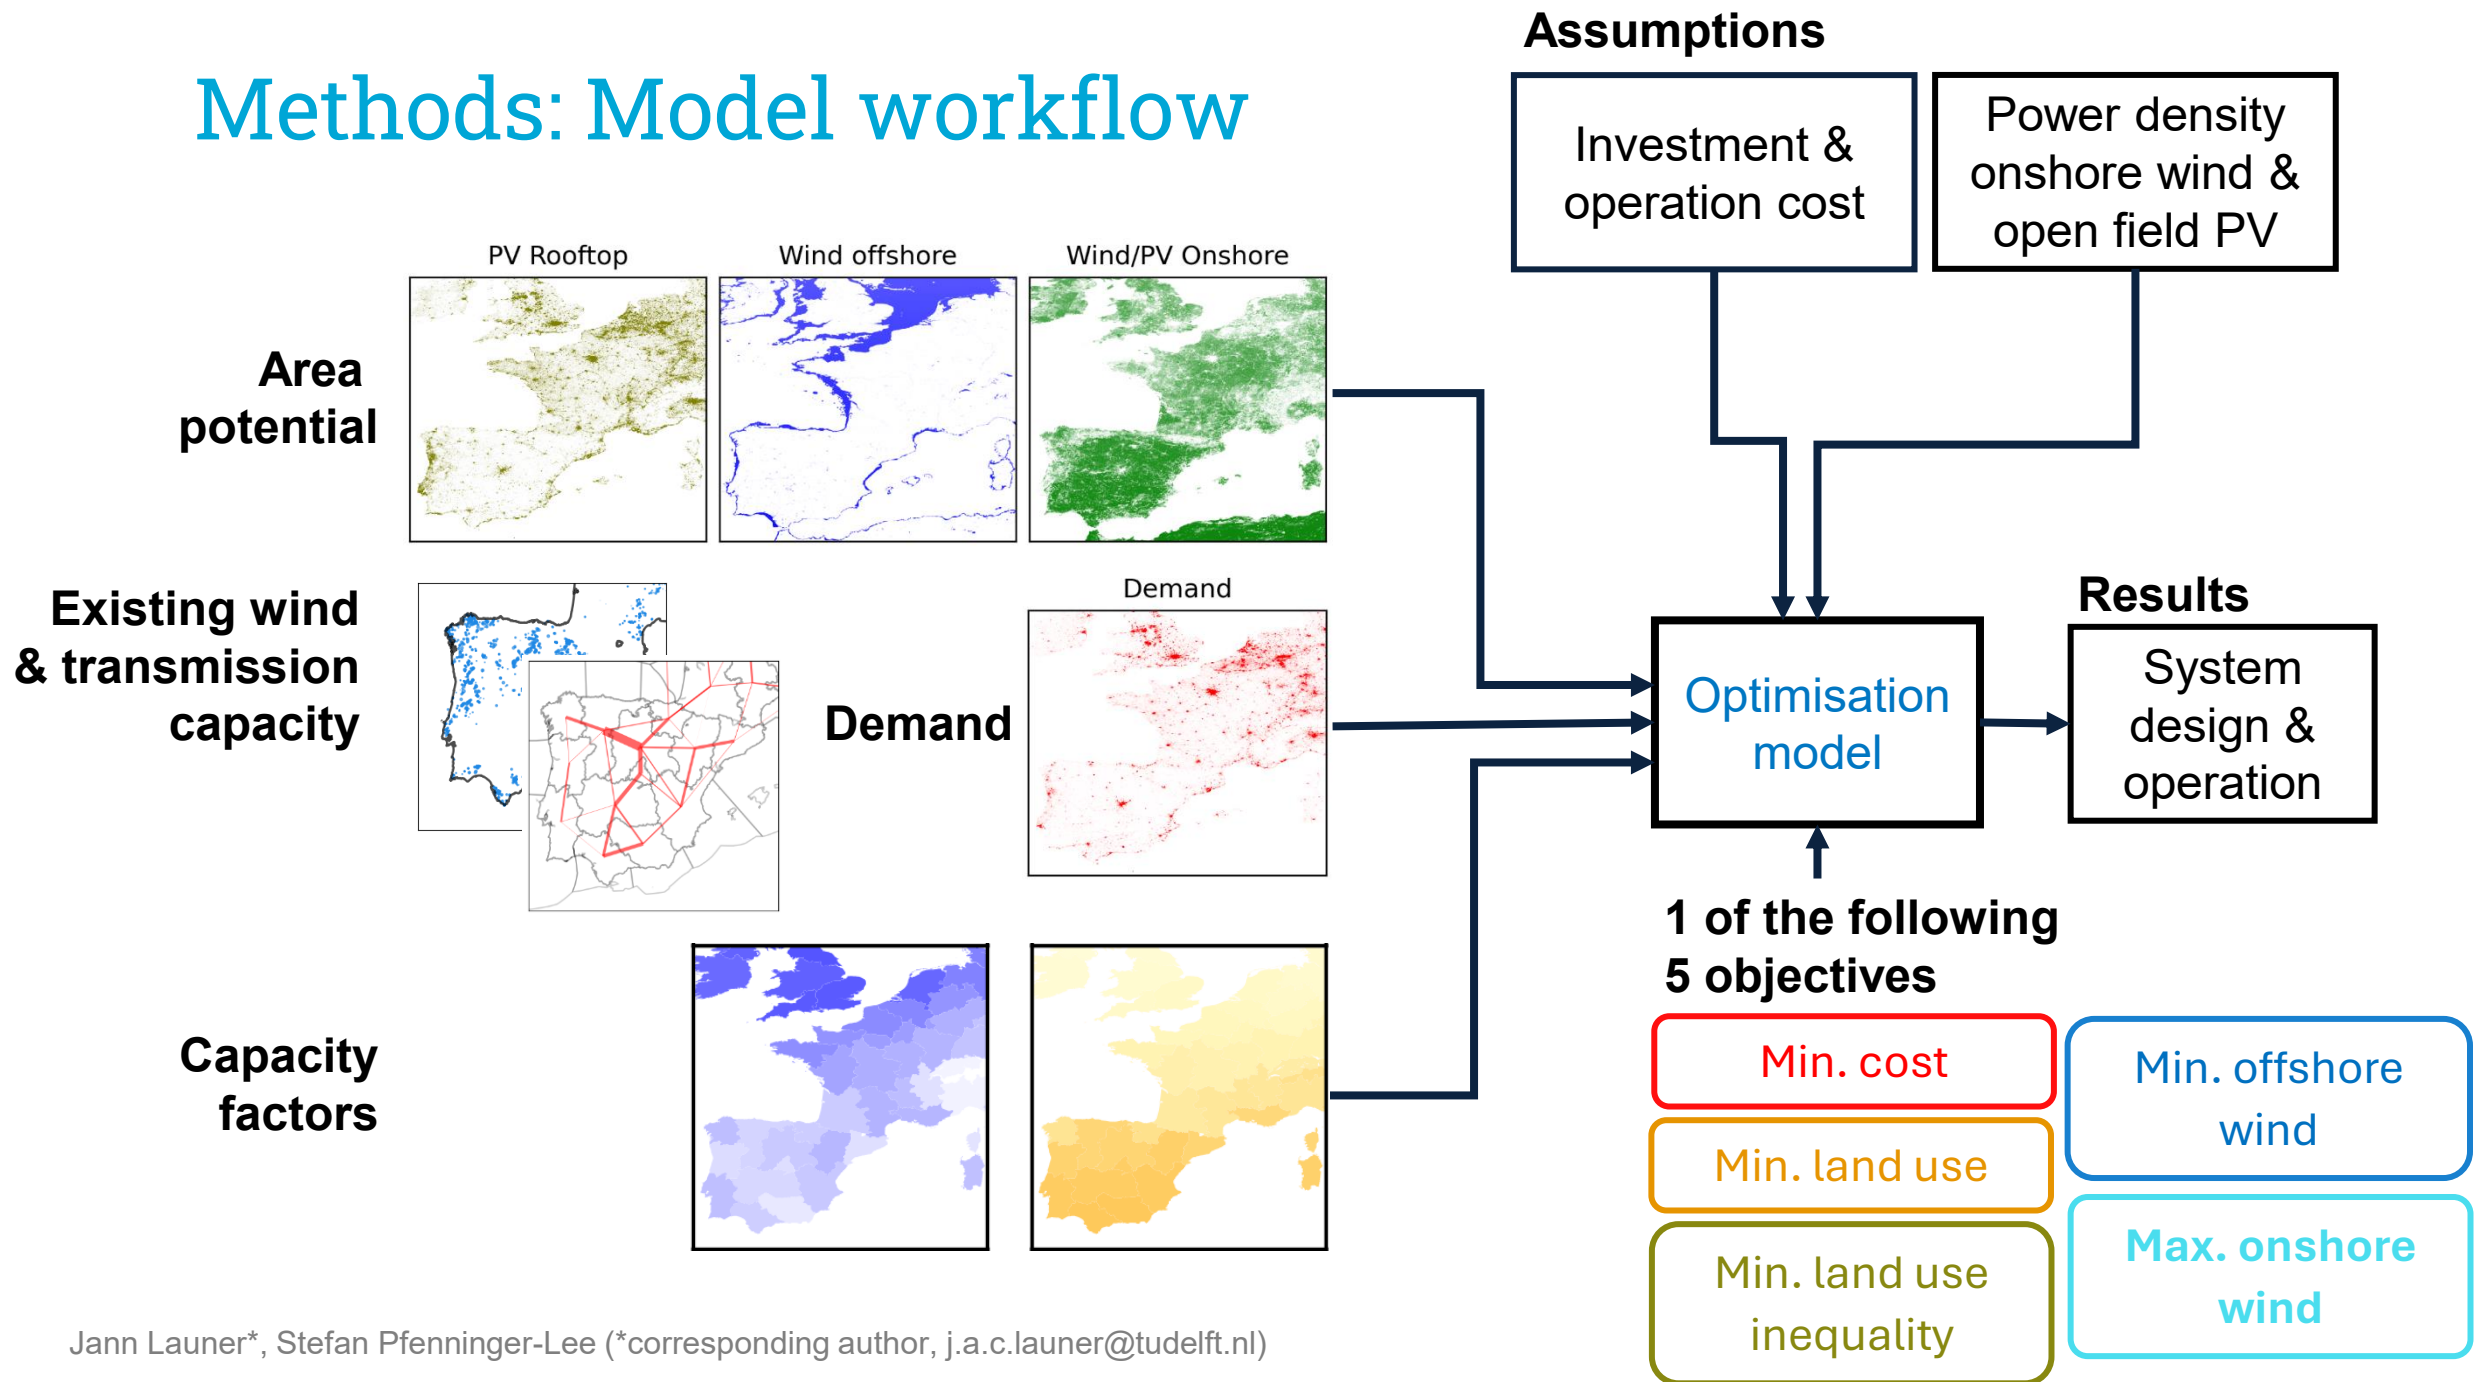 Methods: Model workflow
Assumptions
Investment &
operation cost
Power density
onshore wind &
open field PV
PV Rooftop
Wind offshore
Wind/PV Onshore
Area
potential
Existing wind
& transmission
capacity
Demand
Demand
Capacity
factors
Optimisation
model
Results
System
design &
operation
1 of the following
5 objectives
Min. cost
Min. land use
Min. land use
inequality
Min. offshore
wind
Max. onshore
wind
Jann Launer*, Stefan Pfenninger-Lee (*corresponding author, j.a.c.launer@tudelft.nl)